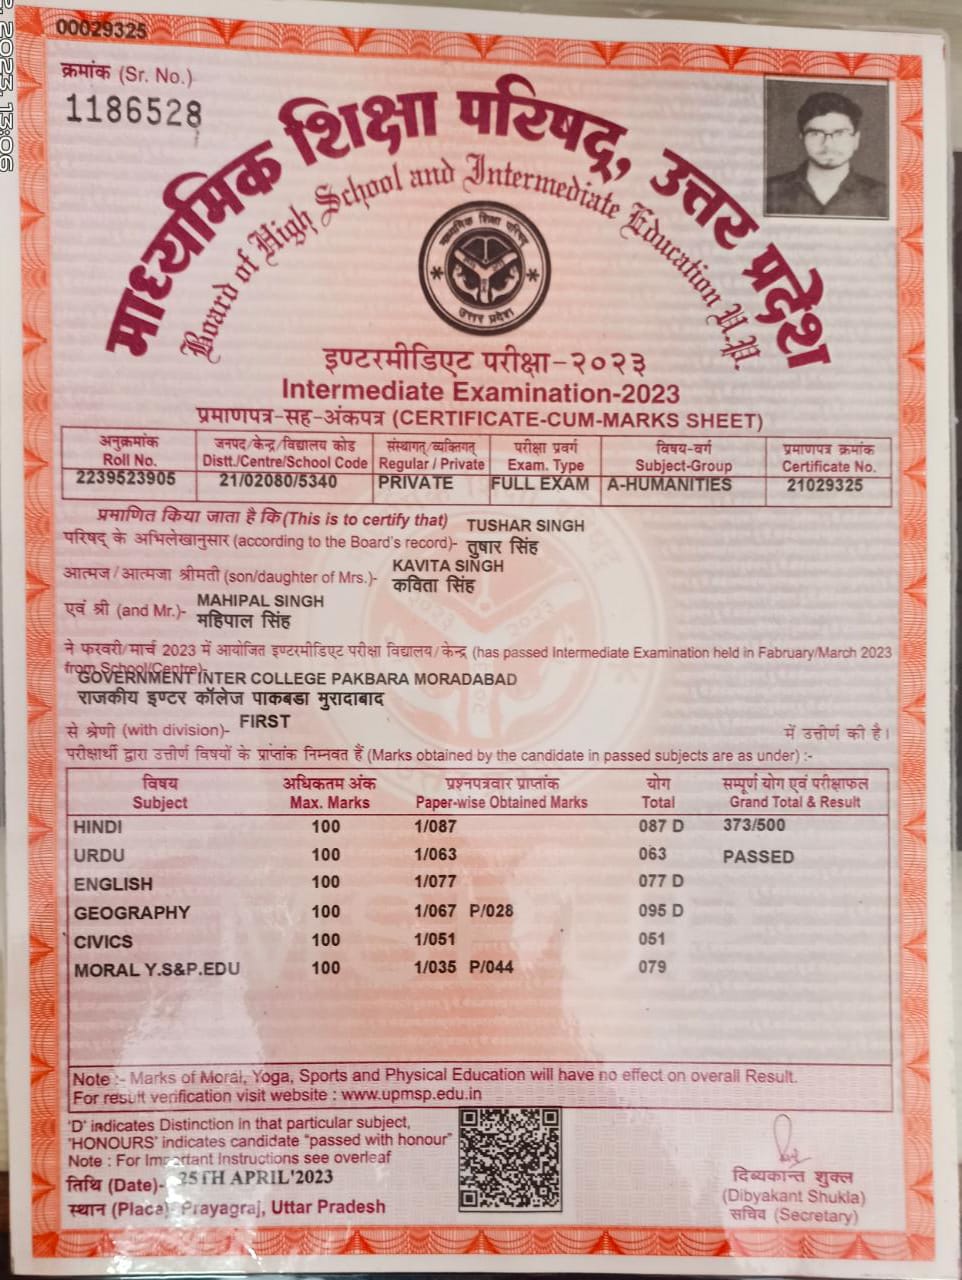 2023.13:06
00029325
क्रमांक (Sr. No.)
1186528
माध्यमिक शिक्षा परिषद्, उत्तर प्रदेश
Board of High School and Intermediate Education U.P.
माध्यमिक शिक्षा परिषद्
उत्तर प्रदेश
इण्टरमीडिएट परीक्षा-२०२३
Intermediate Examination-2023
प्रमाणपत्र-सह-अंकपत्र (CERTIFICATE-CUM-MARKS SHEET)
अनुक्रमांक जनपद/केन्द्र/विद्यालय कोड संस्थागत्/व्यक्तिगत् परीक्षा प्रवर्ग विषय-वर्ग प्रमाणपत्र क्रमांक
Roll No. Distt./Centre/School Code Regular / Private Exam. Type Subject-Group Certificate No.
2239523905 21/02080/5340 PRIVATE FULL EXAM A-HUMANITIES 21029325
प्रमाणित किया जाता है कि (This is to certify that) TUSHAR SINGH
परिषद् के अभिलेखानुसार (according to the Board's record)- तुषार सिंह
आत्मज/आत्मजा श्रीमती (son/daughter of Mrs.)- KAVITA SINGH
कविता सिंह
एवं श्री (and Mr.)- MAHIPAL SINGH
महिपाल सिंह
ने फरवरी/मार्च 2023 में आयोजित इण्टरमीडिएट परीक्षा विद्यालय/केन्द्र (has passed Intermediate Examination held in Fabruary/March 2023
from School/Centre)-
GOVERNMENT INTER COLLEGE PAKBARA MORADABAD
राजकीय इण्टर कॉलेज पाकबडा मुरादाबाद
से श्रेणी (with division)- FIRST में उत्तीर्ण की है।
परीक्षार्थी द्वारा उत्तीर्ण विषयों के प्राप्तांक निम्नवत हैं (Marks obtained by the candidate in passed subjects are as under) :-
विषय अधिकतम अंक प्रश्नपत्रवार प्राप्तांक योग सम्पूर्ण योग एवं परीक्षाफल
Subject Max. Marks Paper-wise Obtained Marks Total Grand Total & Result
HINDI 100 1/087 087 D 373/500
URDU 100 1/063 063 PASSED
ENGLISH 100 1/077 077 D
GEOGRAPHY 100 1/067 P/028 095 D
CIVICS 100 1/051 051
MORAL Y.S&P.EDU 100 1/035 P/044 079
Note :- Marks of Moral, Yoga, Sports and Physical Education will have no effect on overall Result.
For result verification visit website : www.upmsp.edu.in
'D' indicates Distinction in that particular subject,
'HONOURS' indicates candidate "passed with honour"
Note : For Important Instructions see overleaf
तिथि (Date)- 25TH APRIL'2023
स्थान (Placa)- Prayagraj, Uttar Pradesh
दिब्यकान्त शुक्ल
(Dibyakant Shukla)
सचिव (Secretary)